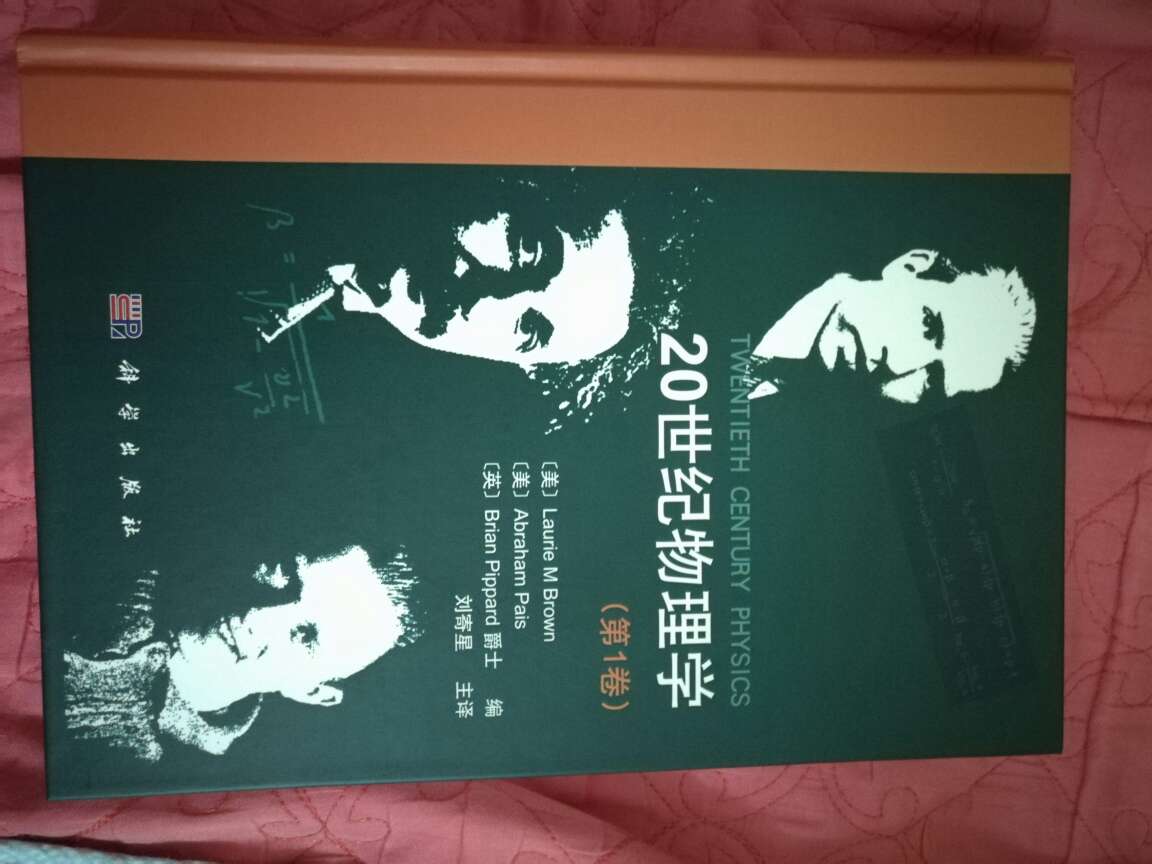 TWENTIETH CENTURY PHYSICS
20世纪物理学
（第1卷）
〔美〕 Laurie M Brown
〔美〕 Abraham Pais
〔英〕 Brian Pippard 爵士 编
刘寄星 主译
科学出版社